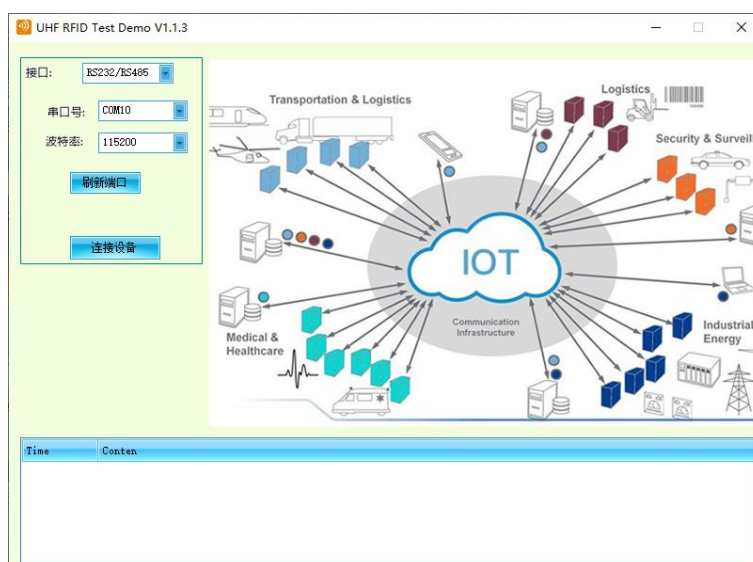 UHF RFID Test Demo V1.1.3
接口: RS232/RS485
串口号: COM10
波特率: 115200
刷新端口
连接设备
Transportation & Logistics
Logistics
Security & Surveill
IOT
Communication
Infrastructure
Medical &
Healthcare
Industrial
Energy
Time Conten